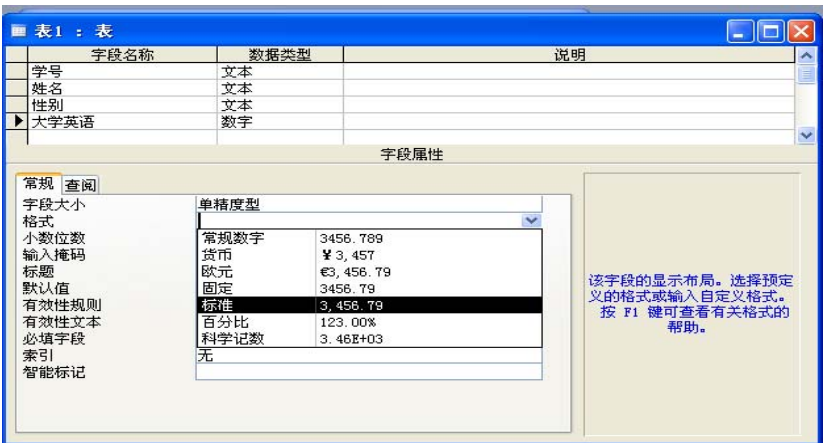 表1 : 表
字段名称 数据类型 说明
学号 文本
姓名 文本
性别 文本
大学英语 数字
字段属性
常规 查阅
字段大小 单精度型
格式
小数位数 常规数字 3456.789
输入掩码 货币 ¥3,457
标题 欧元 €3,456.79
默认值 固定 3456.79
有效性规则 标准 3,456.79
有效性文本 百分比 123.00%
必填字段 科学记数 3.46E+03
索引 无
智能标记
该字段的显示布局。选择预定
义的格式或输入自定义格式。
按 F1 键可查看有关格式的
帮助。